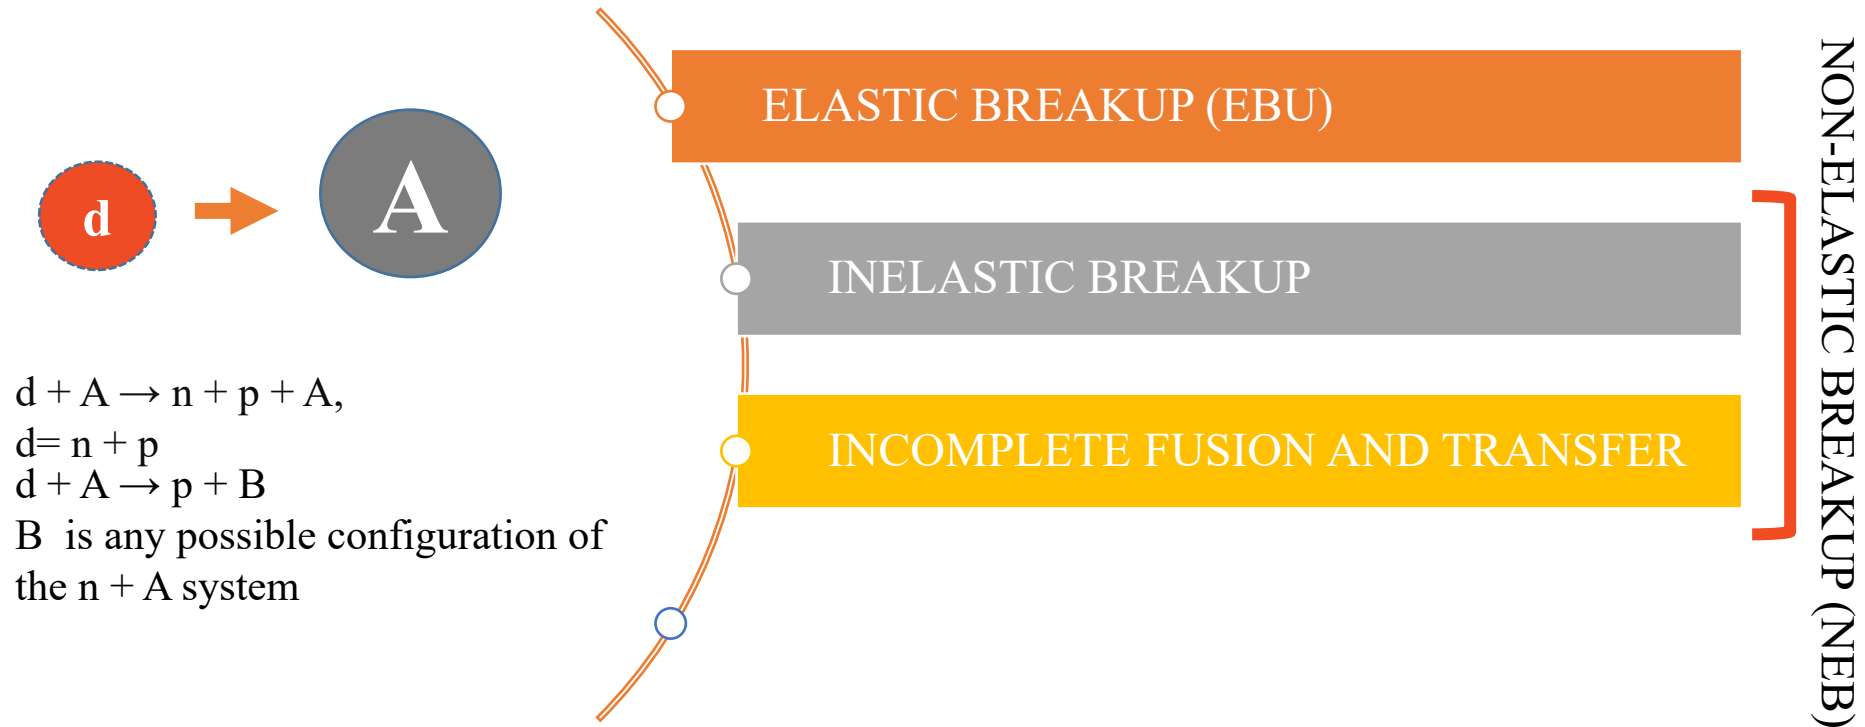 d
A
d + A → n + p + A,
d= n + p
d + A → p + B
B  is any possible configuration of
the n + A system
ELASTIC BREAKUP (EBU)
INELASTIC BREAKUP
INCOMPLETE FUSION AND TRANSFER
NON-ELASTIC BREAKUP (NEB)